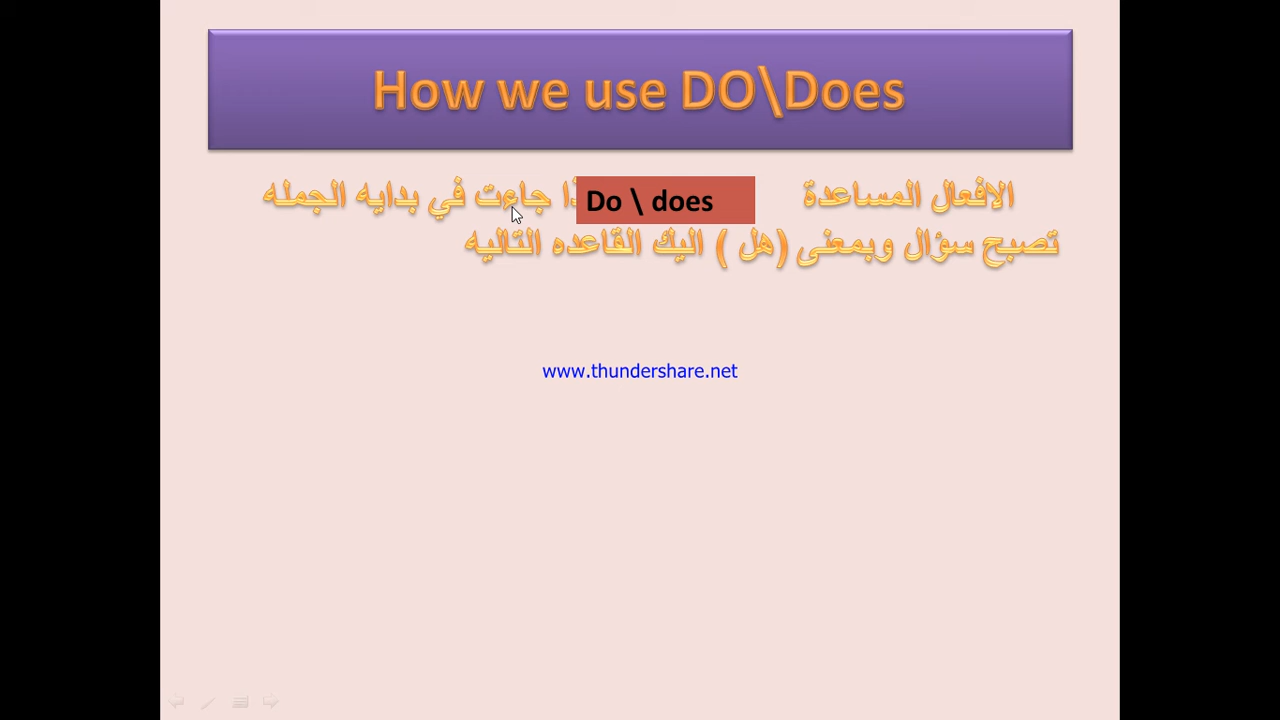 How we use DO\Does
الافعال المساعدة Do \ does جاءت في بدايه الجمله
تصبح سؤال وبمعنى (هل ) اليك القاعده التاليه
www.thundershare.net